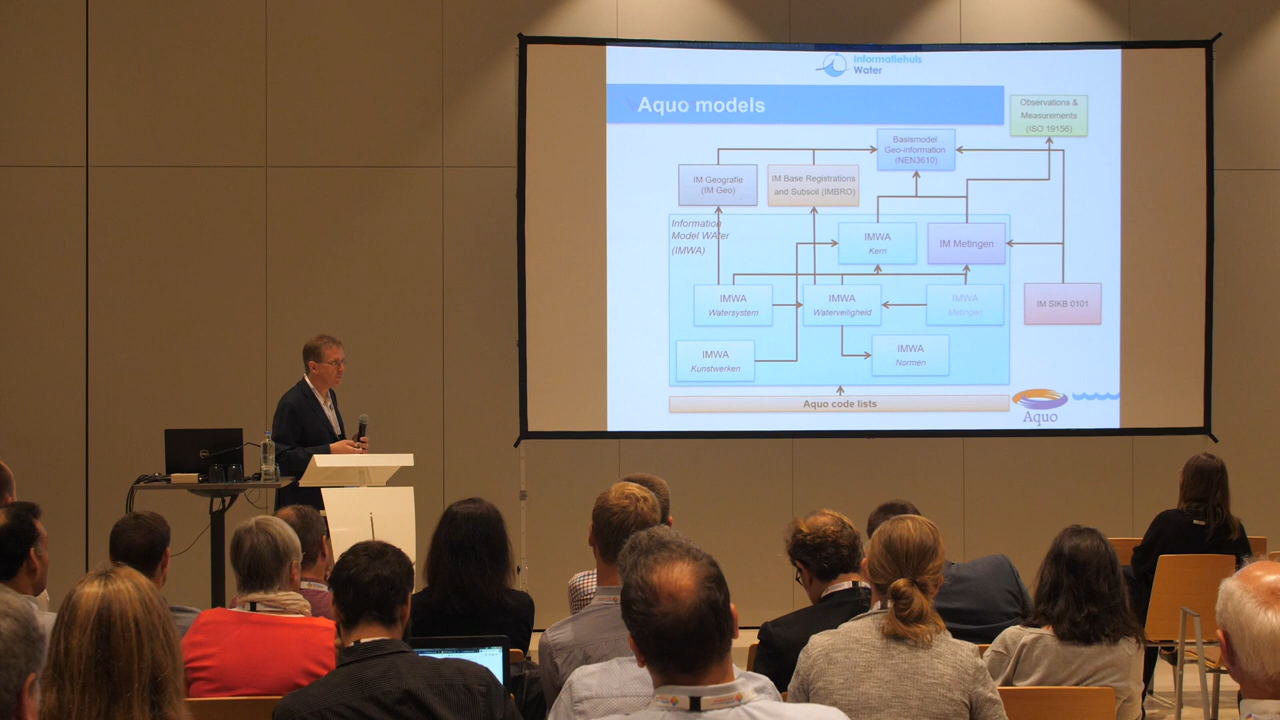 Informatiehuis
Water
Aquo models
Observations &
Measurements
(ISO 19156)
Basismodel
Geo-information
(NEN3610)
IM Geografie
(IM Geo)
IM Base Registrations
and Subsoil (IMBRO)
Information
Model WAter
(IMWA)
IMWA
Kern
IM Metingen
IMWA
Watersystem
IMWA
Waterveiligheid
IMWA
Metingen
IM SIKB 0101
IMWA
Kunstwerken
IMWA
Normen
Aquo code lists
Aquo